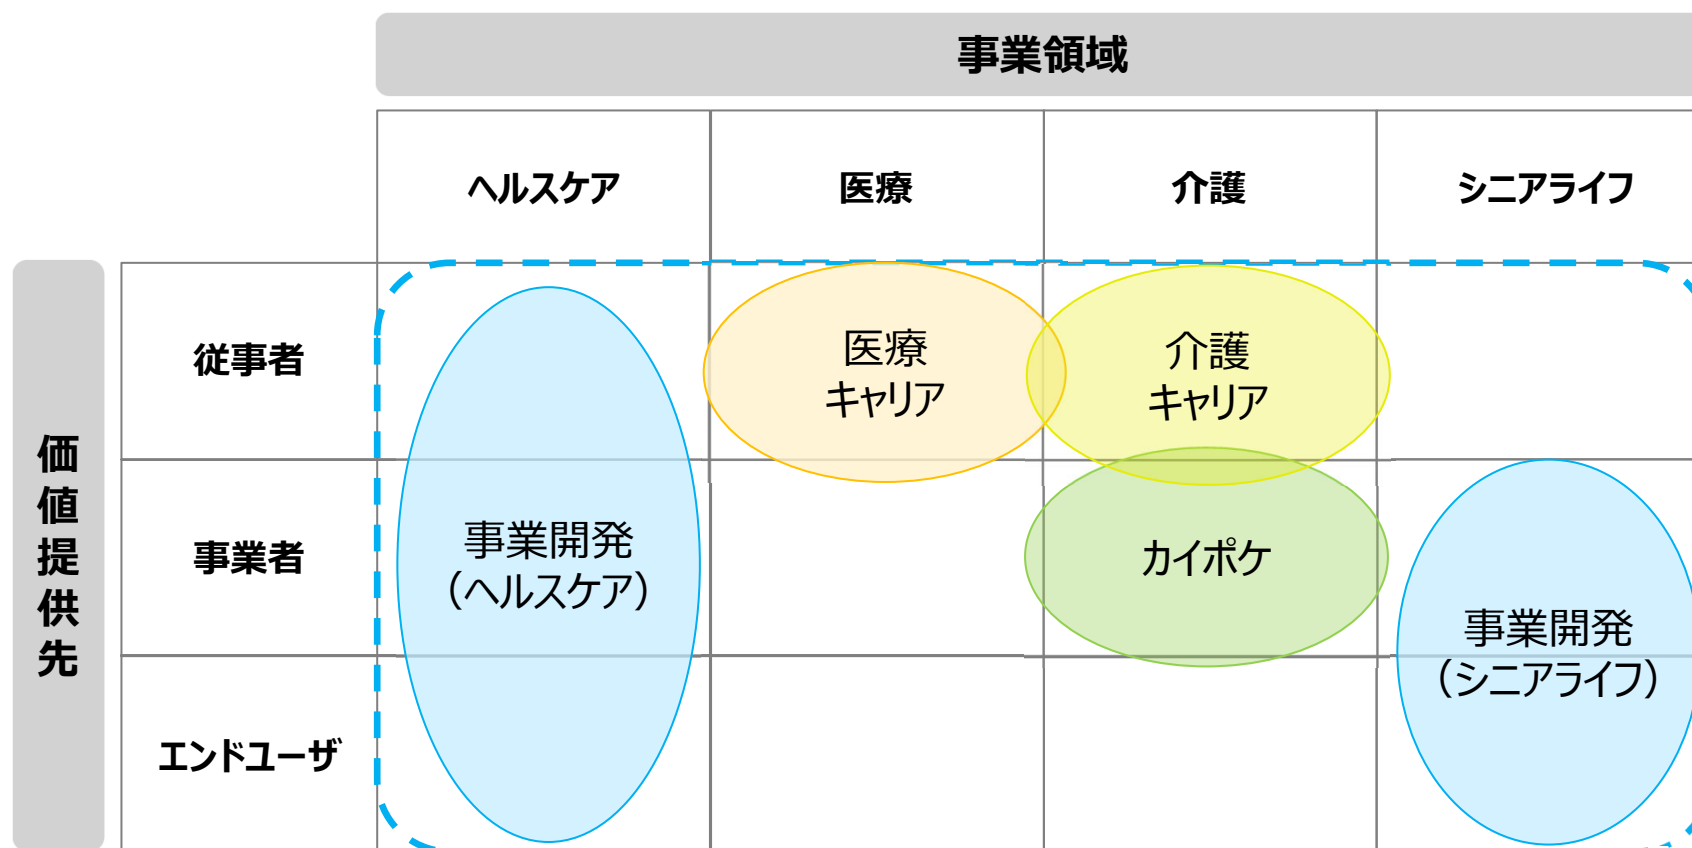 事業領域
ヘルスケア
医療
介護
シニアライフ
価値提供先
従事者
医療
キャリア
介護
キャリア
事業者
事業開発
（ヘルスケア）
カイポケ
事業開発
（シニアライフ）
エンドユーザ